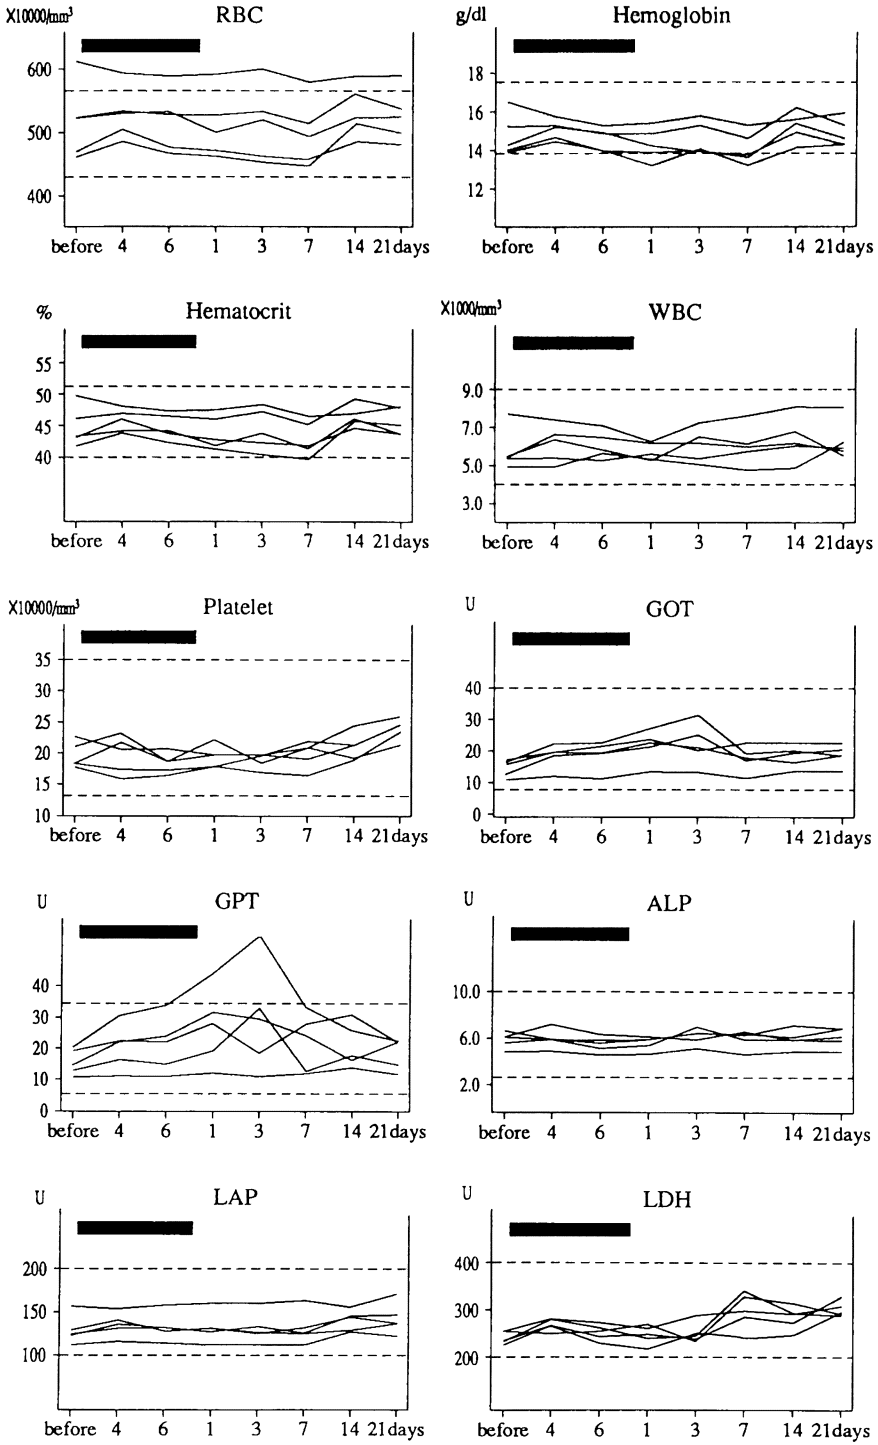 X10000/mm³ RBC
600
500
400
before 4 6 1 3 7 14 21days
g/dl Hemoglobin
18
16
14
12
before 4 6 1 3 7 14 21days
% Hematocrit
55
50
45
40
before 4 6 1 3 7 14 21days
X1000/mm³ WBC
9.0
7.0
5.0
3.0
before 4 6 1 3 7 14 21days
X10000/mm³ Platelet
35
25
20
15
10
before 4 6 1 3 7 14 21days
U GOT
40
20
10
0
before 4 6 1 3 7 14 21days
U GPT
40
30
20
10
0
before 4 6 1 3 7 14 21days
U ALP
10.0
6.0
2.0
before 4 6 1 3 7 14 21days
U LAP
200
150
100
before 4 6 1 3 7 14 21days
U LDH
400
300
200
before 4 6 1 3 7 14 21days